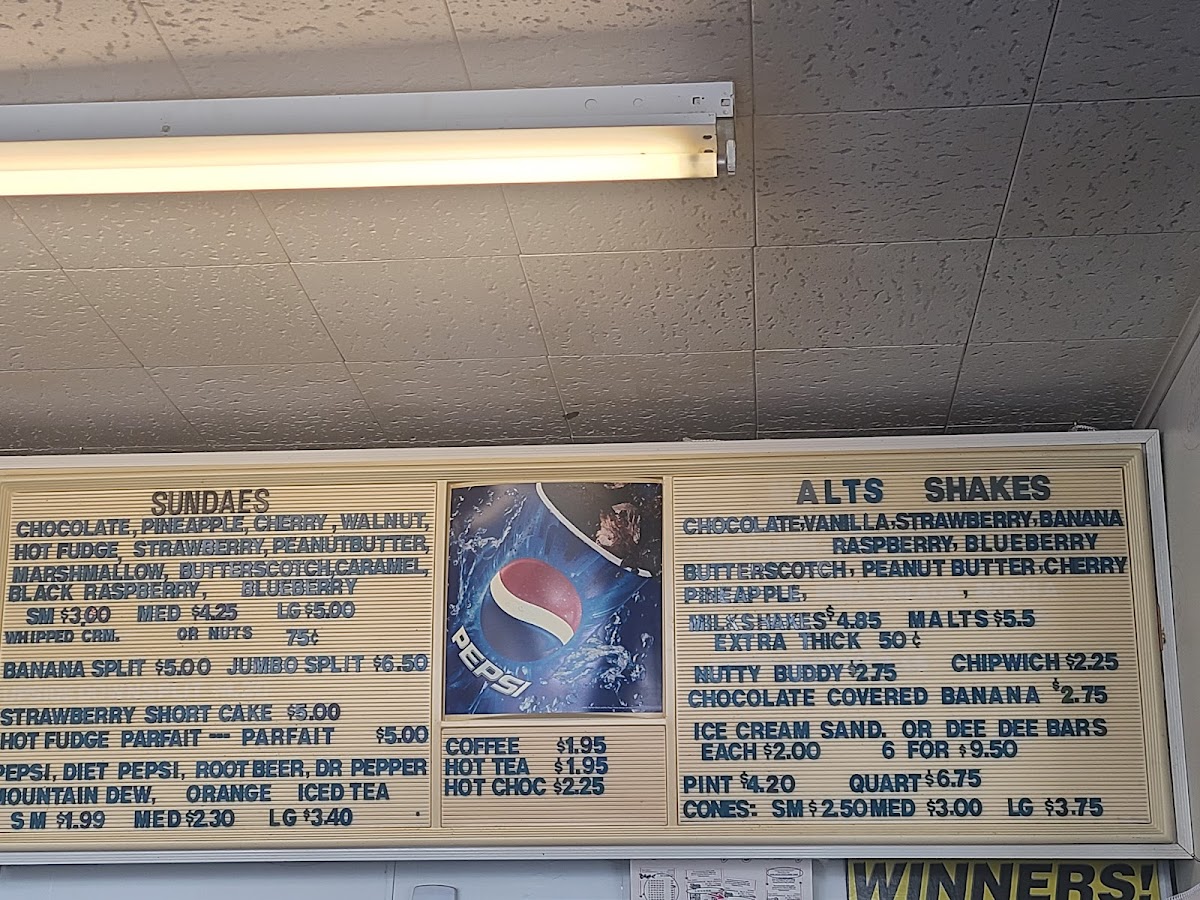 SUNDAES
CHOCOLATE, PINEAPPLE, CHERRY, WALNUT,
HOT FUDGE, STRAWBERRY, PEANUTBUTTER,
MARSHMALLOW, BUTTERSCOTCH, CARAMEL,
BLACK RASPBERRY, BLUEBERRY
SM $3.00 MED $4.25 LG $5.00
WHIPPED CRM. OR NUTS 75¢
BANANA SPLIT $5.00 JUMBO SPLIT $6.50
STRAWBERRY SHORT CAKE $5.00
HOT FUDGE PARFAIT --- PARFAIT $5.00
PEPSI, DIET PEPSI, ROOT BEER, DR PEPPER
MOUNTAIN DEW, ORANGE ICED TEA
SM $1.99 MED $2.30 LG $3.40
PEPSI
COFFEE $1.95
HOT TEA $1.95
HOT CHOC $2.25
ALTS SHAKES
CHOCOLATE, VANILLA, STRAWBERRY, BANANA
RASPBERRY, BLUEBERRY
BUTTERSCOTCH, PEANUT BUTTER, CHERRY
PINEAPPLE, ,
MILKSHAKES $4.85 MALTS $5.5
EXTRA THICK 50¢
NUTTY BUDDY $2.75 CHIPWICH $2.25
CHOCOLATE COVERED BANANA $2.75
ICE CREAM SAND. OR DEE DEE BARS
EACH $2.00 6 FOR $9.50
PINT $4.20 QUART $6.75
CONES: SM $2.50 MED $3.00 LG $3.75
WINNERS!